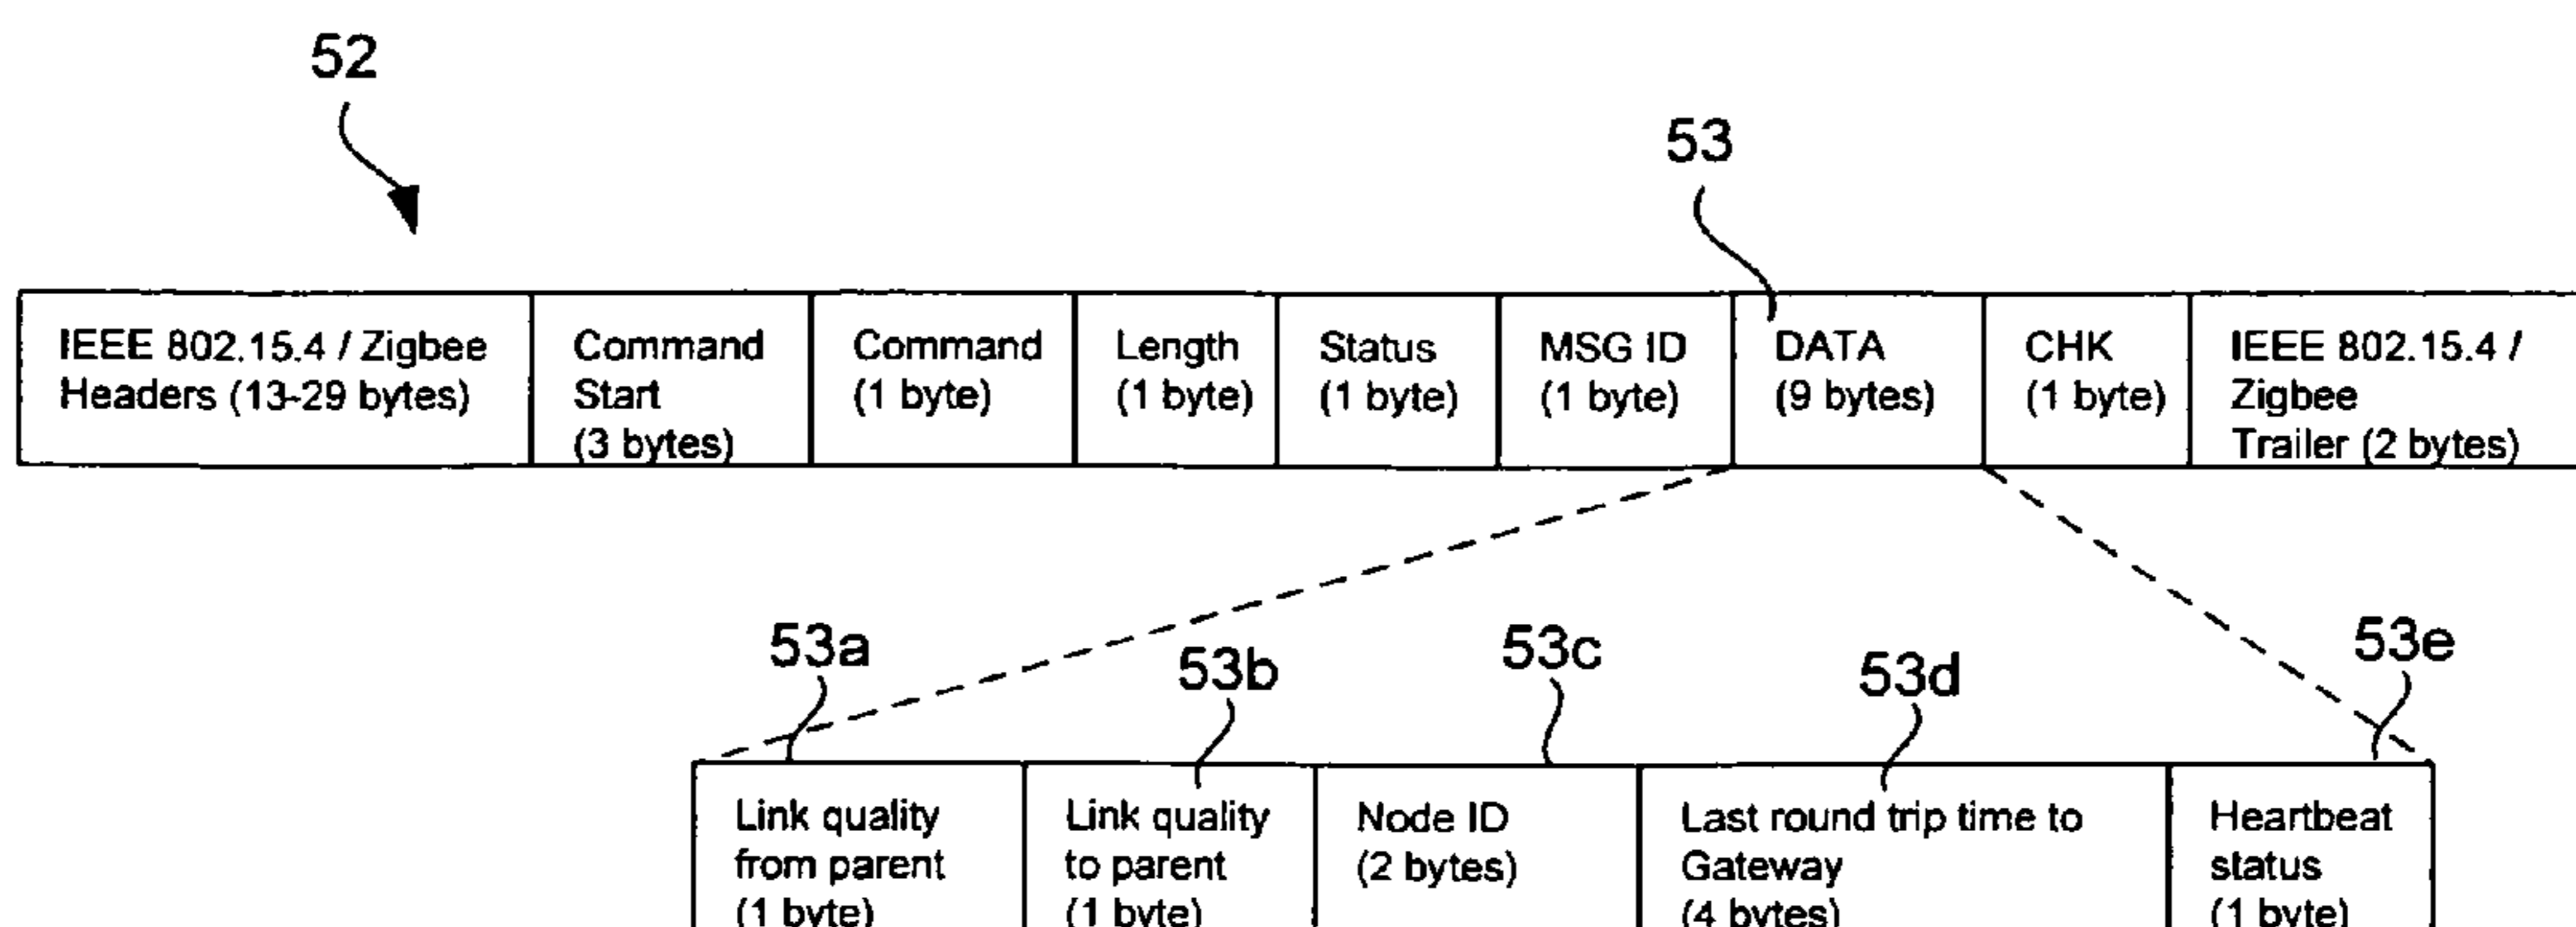 52
53
IEEE 802.15.4 / Zigbee
Headers (13-29 bytes)
Command
Start
(3 bytes)
Command
(1 byte)
Length
(1 byte)
Status
(1 byte)
MSG ID
(1 byte)
DATA
(9 bytes)
CHK
(1 byte)
IEEE 802.15.4 /
Zigbee
Trailer (2 bytes)
53a
53b
53c
53d
53e
Link quality
from parent
(1 byte)
Link quality
to parent
(1 byte)
Node ID
(2 bytes)
Last round trip time to
Gateway
(4 bytes)
Heartbeat
status
(1 byte)